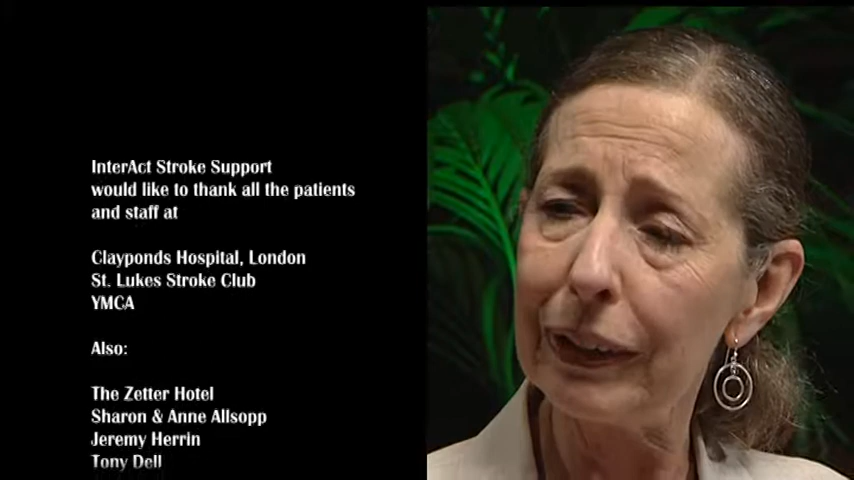 InterAct Stroke Support
would like to thank all the patients
and staff at
Clayponds Hospital, London
St. Lukes Stroke Club
YMCA
Also:
The Zetter Hotel
Sharon & Anne Allsopp
Jeremy Herrin
Tony Dell